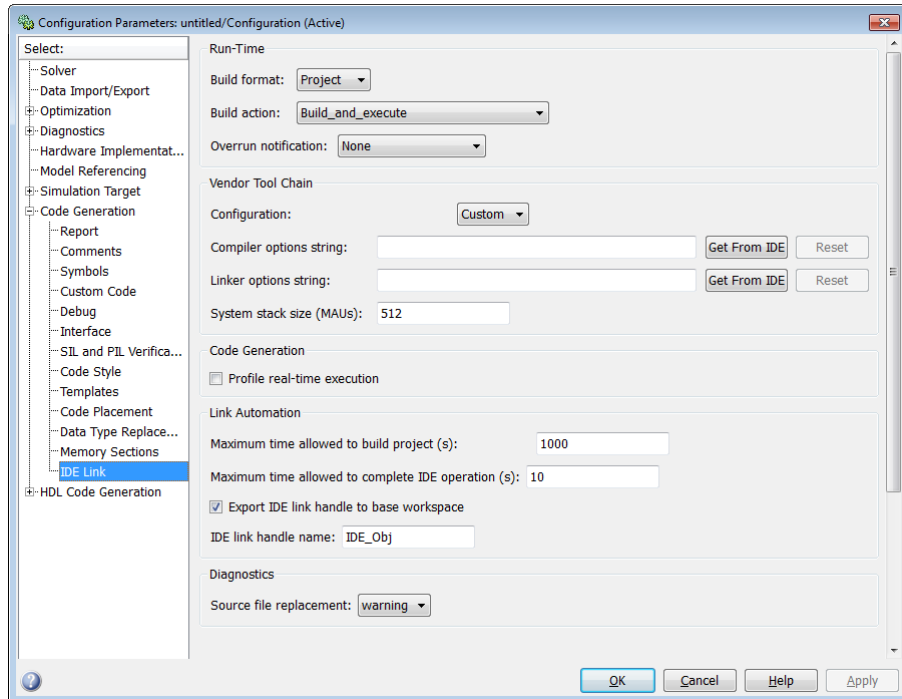 Configuration Parameters: untitled/Configuration (Active)
Select:
Solver
Data Import/Export
Optimization
Diagnostics
Hardware Implementat...
Model Referencing
Simulation Target
Code Generation
Report
Comments
Symbols
Custom Code
Debug
Interface
SIL and PIL Verifica...
Code Style
Templates
Code Placement
Data Type Replace...
Memory Sections
IDE Link
HDL Code Generation
Run-Time
Build format: Project
Build action: Build_and_execute
Overrun notification: None
Vendor Tool Chain
Configuration: Custom
Compiler options string: Get From IDE Reset
Linker options string: Get From IDE Reset
System stack size (MAUs): 512
Code Generation
Profile real-time execution
Link Automation
Maximum time allowed to build project (s): 1000
Maximum time allowed to complete IDE operation (s): 10
Export IDE link handle to base workspace
IDE link handle name: IDE_Obj
Diagnostics
Source file replacement: warning
OK Cancel Help Apply